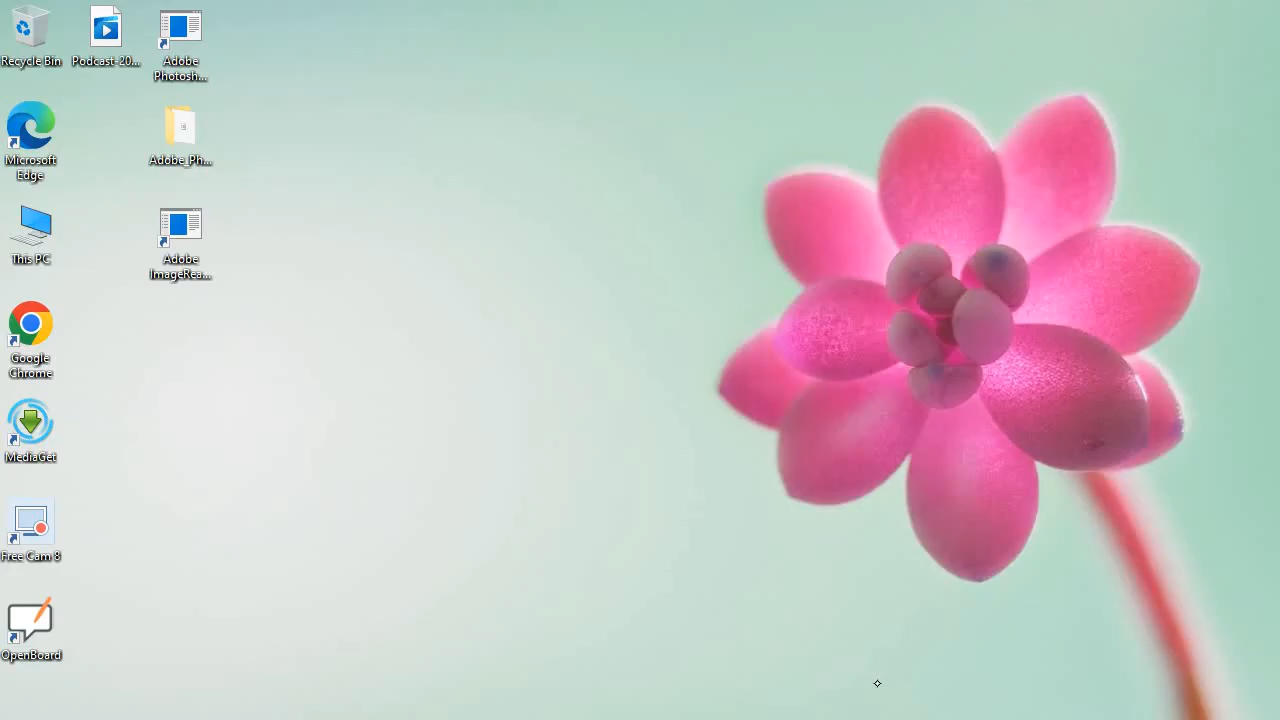 Recycle Bin
Podcast-20...
Adobe
Photosh...
Microsoft
Edge
Adobe_Ph...
This PC
Adobe
ImageRea...
Google
Chrome
MediaGet
Free Cam 8
OpenBoard